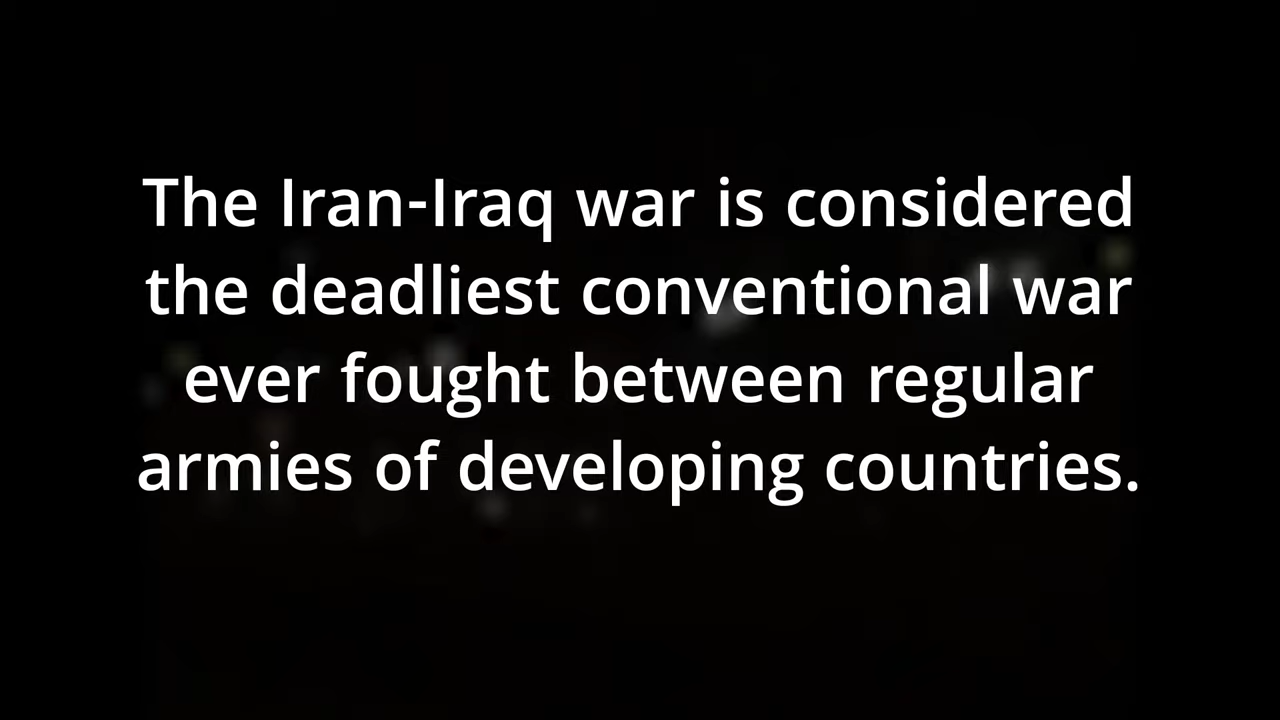 The Iran-Iraq war is considered
the deadliest conventional war
ever fought between regular
armies of developing countries.